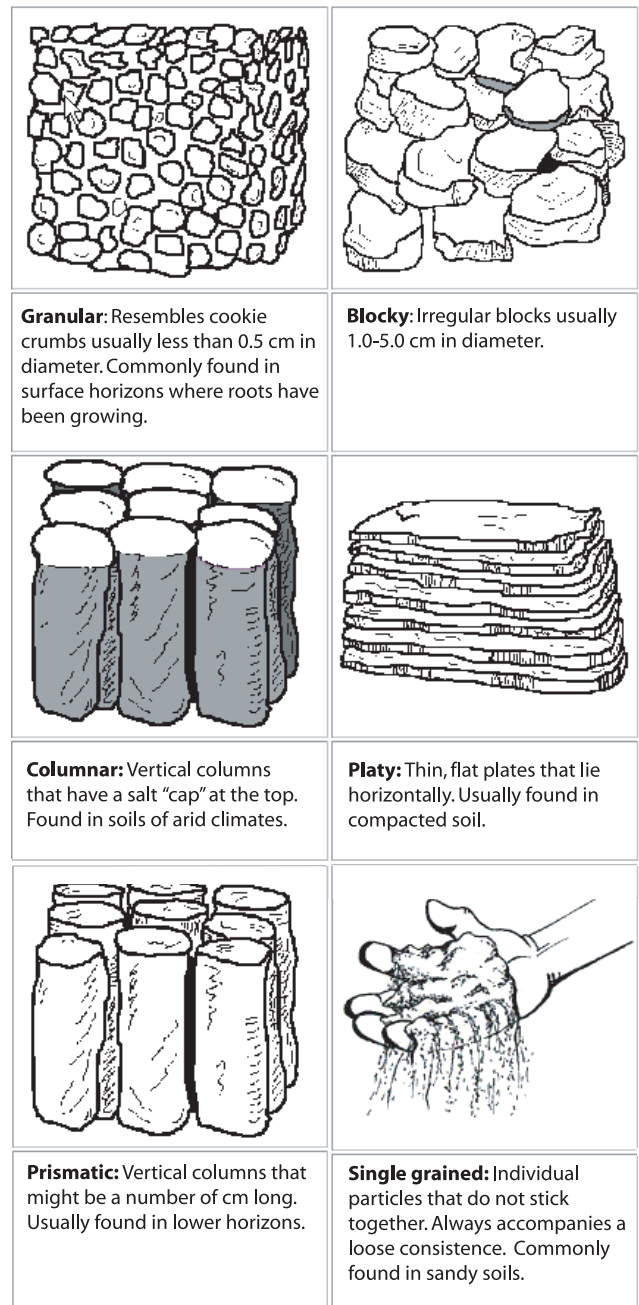 Granular: Resembles cookie
crumbs usually less than 0.5 cm in
diameter. Commonly found in
surface horizons where roots have
been growing.
Blocky: Irregular blocks usually
1.0-5.0 cm in diameter.
Columnar: Vertical columns
that have a salt “cap” at the top.
Found in soils of arid climates.
Platy: Thin, flat plates that lie
horizontally. Usually found in
compacted soil.
Prismatic: Vertical columns that
might be a number of cm long.
Usually found in lower horizons.
Single grained: Individual
particles that do not stick
together. Always accompanies a
loose consistence. Commonly
found in sandy soils.